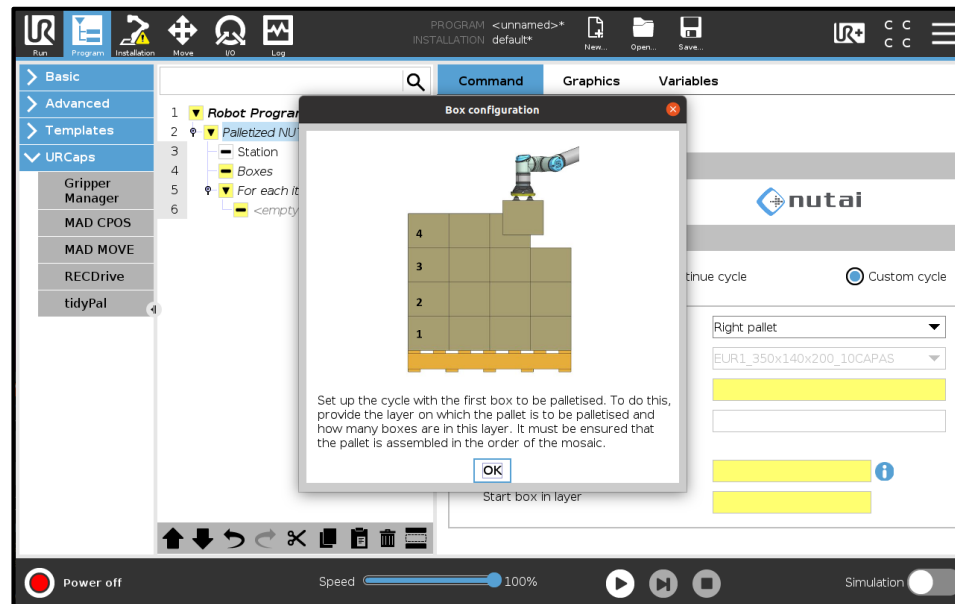 PROGRAM <unnamed>*
INSTALLATION default*
Run Program Installation Move I/O Log New... Open... Save...
UR+
C C
C C
Basic
Advanced
Templates
URCaps
Gripper
Manager
MAD CPOS
MAD MOVE
RECDrive
tidyPal
Command Graphics Variables
1 Robot Program
2 Palletized NU
3 Station
4 Boxes
5 For each it
6 <empty
Box configuration
4
3
2
1
Set up the cycle with the first box to be palletised. To do this,
provide the layer on which the pallet is to be palletised and
how many boxes are in this layer. It must be ensured that
the pallet is assembled in the order of the mosaic.
OK
nutai
tinue cycle
Custom cycle
Right pallet
EUR1_350x140x200_10CAPAS
Start box in layer
Power off
Speed 100%
Simulation